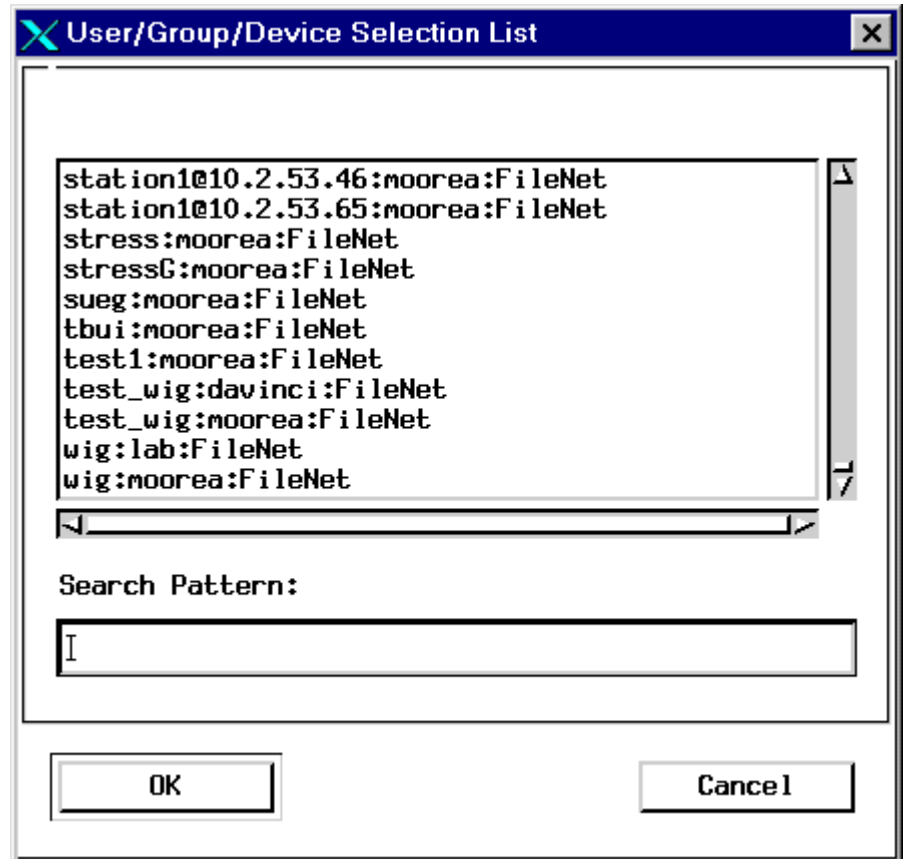 User/Group/Device Selection List
station1@10.2.53.46:moorea:FileNet
station1@10.2.53.65:moorea:FileNet
stress:moorea:FileNet
stressG:moorea:FileNet
sueg:moorea:FileNet
tbui:moorea:FileNet
test1:moorea:FileNet
test_wig:davinci:FileNet
test_wig:moorea:FileNet
wig:lab:FileNet
wig:moorea:FileNet
Search Pattern:
OK
Cancel